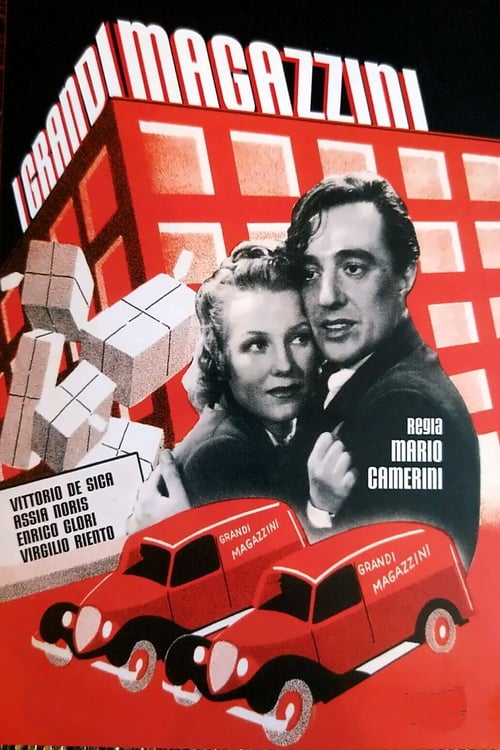 I GRANDI MAGAZZINI
REGIA
MARIO
CAMERINI
VITTORIO DE SICA
ASSIA NORIS
ENRICO GLORI
VIRGILIO RIENTO
GRANDI
MAGAZZINI
GRANDI
MAGAZZINI